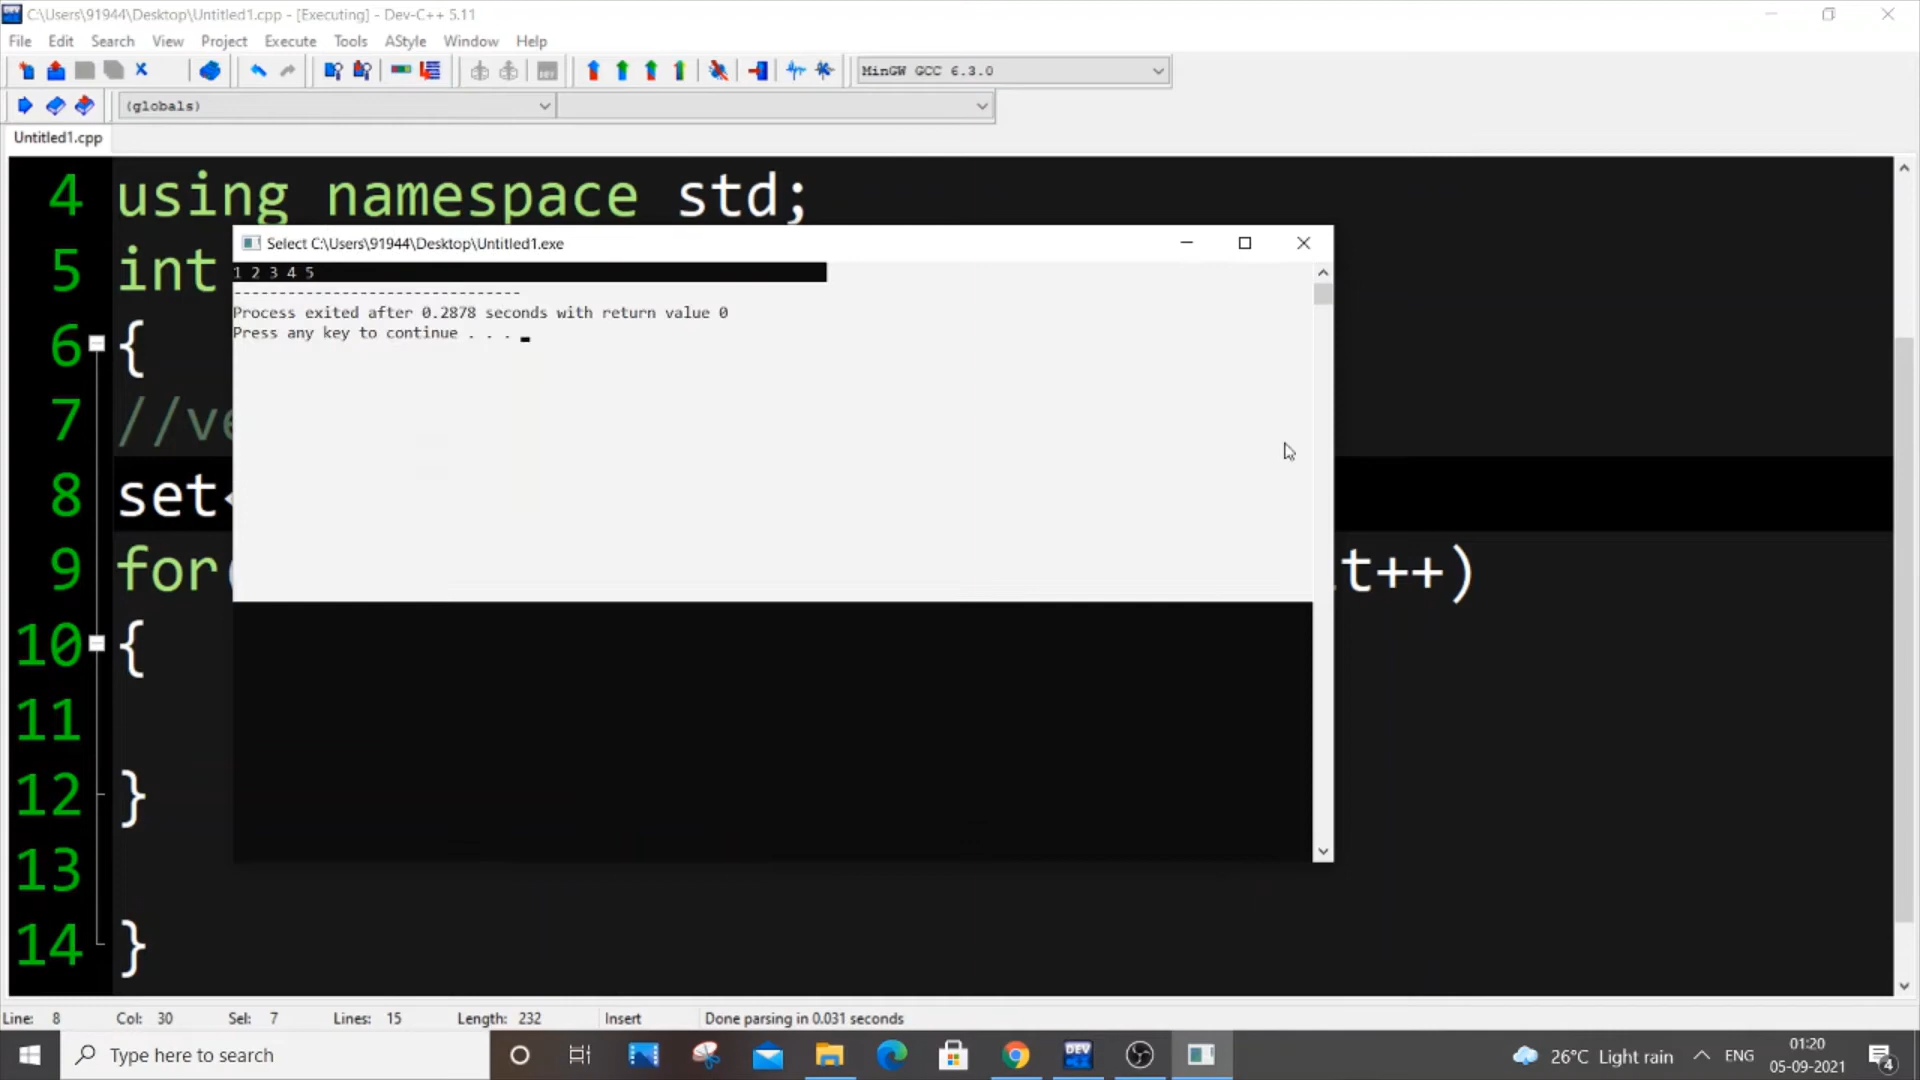 C:\Users\91944\Desktop\Untitled1.cpp - [Executing] - Dev-C++ 5.11
File Edit Search View Project Execute Tools AStyle Window Help
MinGW GCC 6.3.0
(globals)
Untitled1.cpp
4 using namespace std;
Select C:\Users\91944\Desktop\Untitled1.exe
1 2 3 4 5
--------------------------------
Process exited after 0.2878 seconds with return value 0
Press any key to continue . . .
5 int
6 {
7 //ve
8 set<
9 for( t++)
10 {
11
12 }
13
14 }
Line: 8 Col: 30 Sel: 7 Lines: 15 Length: 232 Insert Done parsing in 0.031 seconds
Type here to search
DEV
26°C Light rain
ENG
01:20
05-09-2021
4